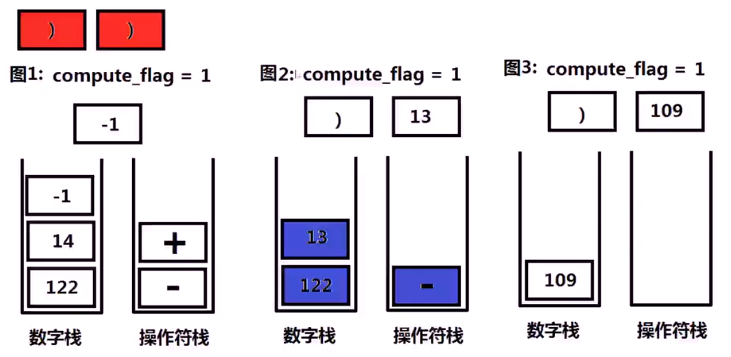 ) )
图1: compute_flag = 1
图2: compute_flag = 1
图3: compute_flag = 1
-1
) 13
) 109
-1
14 +
122 -
13
122 -
109
数字栈 操作符栈
数字栈 操作符栈
数字栈 操作符栈